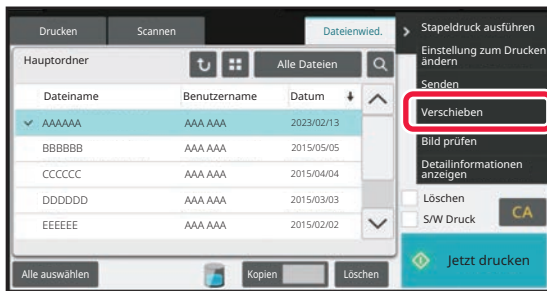 Drucken
Scannen
Dateienwied.
Hauptordner
Alle Dateien
Dateiname
Benutzername
Datum
AAAAAA
AAA AAA
2023/02/13
BBBBBB
AAA AAA
2015/05/05
CCCCCC
AAA AAA
2015/04/04
DDDDDD
AAA AAA
2015/03/03
EEEEEE
AAA AAA
2015/02/02
Alle auswählen
Kopien
Löschen
Stapeldruck ausführen
Einstellung zum Drucken
ändern
Senden
Verschieben
Bild prüfen
Detailinformationen
anzeigen
Löschen
S/W Druck
CA
Jetzt drucken